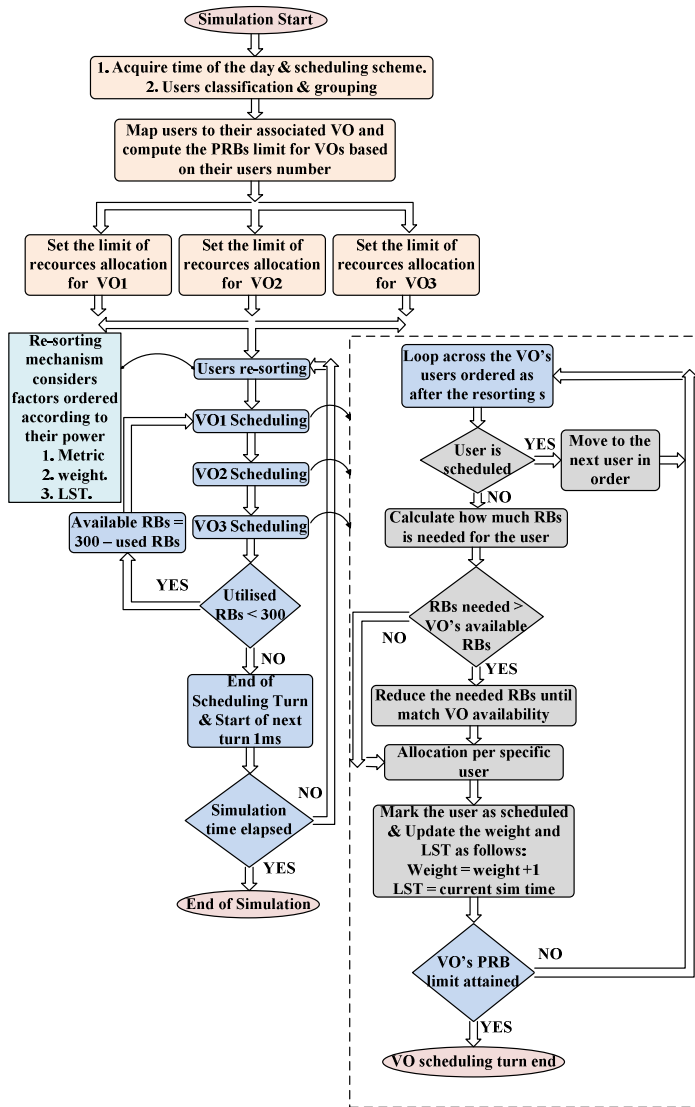 Simulation Start
1. Acquire time of the day & scheduling scheme.
2. Users classification & grouping
Map users to their associated VO and
compute the PRBs limit for VOs based
on their users number
Set the limit of
recources allocation
for VO1
Set the limit of
recources allocation
for VO2
Set the limit of
recources allocation
for VO3
Re-sorting
mechanism
considers
factors ordered
according to
their power
1. Metric
2. weight.
3. LST.
Users re-sorting
VO1 Scheduling
VO2 Scheduling
VO3 Scheduling
Available RBs =
300 – used RBs
YES
Utilised
RBs < 300
NO
End of
Scheduling Turn
& Start of next
turn 1ms
NO
Simulation
time elapsed
YES
End of Simulation
Loop across the VO's
users ordered as
after the resorting s
User is
scheduled
YES
Move to the
next user in
order
NO
Calculate how much RBs
is needed for the user
RBs needed >
VO's available
RBs
NO
YES
Reduce the needed RBs until
match VO availability
Allocation per specific
user
Mark the user as scheduled
& Update the weight and
LST as follows:
Weight = weight +1
LST = current sim time
VO's PRB
limit attained
NO
YES
VO scheduling turn end